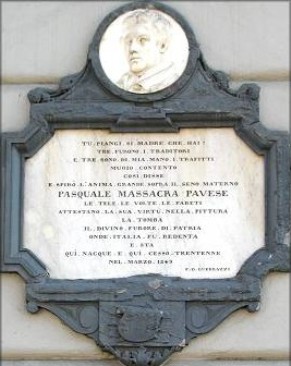 TU . PIANGI . SI . MADRE . CHE . HAI ?
TRE . FURONO . I . TRADITORI
E . TRE . SONO . DI . MIA . MANO . I . TRAFITTI
MUOIO . CONTENTO
COSI . DISSE
E . SPIRÒ . L'ANIMA . GRANDE . SOPRA . IL . SENO . MATERNO
PASQUALE MASSACRA PAVESE
LE . TELE . LE . VOLTE . LE . PARETI
ATTESTANO . LA . SUA . VIRTÙ . NELLA . PITTURA
LA . TOMBA
IL . DIVINO . FURORE . DI . PATRIA
ONDE . ITALIA . FU . REDENTA
E . STA
QUI . NACQUE . E . QUI . CESSÒ . TRENTENNE
NEL . MARZO .
F. D. GUERRAZZI